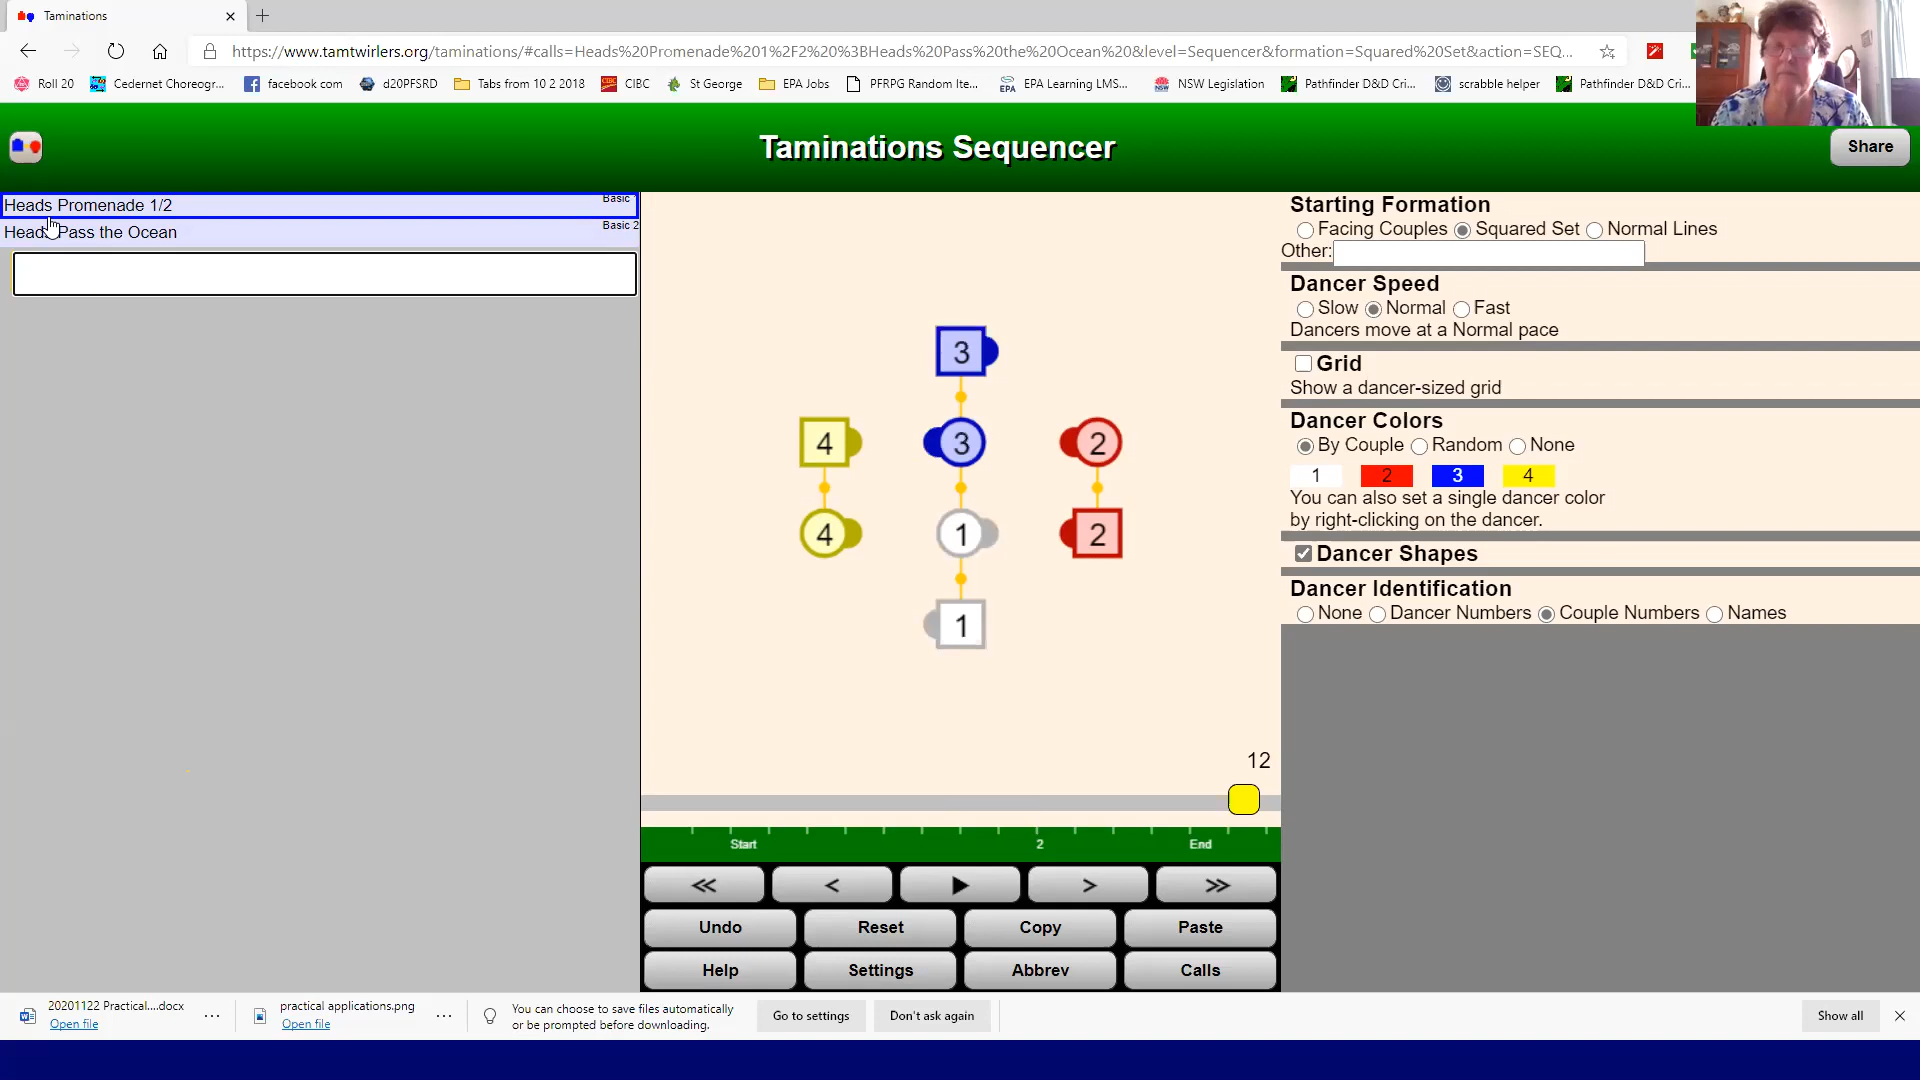 Taminations
https://www.tamtwirlers.org/taminations/#calls=Heads%20Promenade%201%2F2%20%3BHeads%20Pass%20the%20Ocean%20&level=Sequencer&formation=Squared%20Set&action=SEQ...
Roll 20
Cedernet Choreogr...
facebook.com
d20PFSRD
Tabs from 10 2 2018
CIBC
St George
EPA Jobs
PFRPG Random Ite...
EPA Learning LMS...
NSW Legislation
Pathfinder D&D Cri...
scrabble helper
Pathfinder D&D Cri...
Taminations Sequencer
Share
Heads Promenade 1/2
Basic
Heads Pass the Ocean
Basic 2
3
4 3 2
4 1 2
1
12
Start 2 End
<< < >  >>
Undo Reset Copy Paste
Help Settings Abbrev Calls
Starting Formation
Facing Couples Squared Set Normal Lines
Other:
Dancer Speed
Slow Normal Fast
Dancers move at a Normal pace
Grid
Show a dancer-sized grid
Dancer Colors
By Couple Random None
1 2 3 4
You can also set a single dancer color
by right-clicking on the dancer.
Dancer Shapes
Dancer Identification
None Dancer Numbers Couple Numbers Names
20201122 Practical....docx
Open file
practical applications.png
Open file
You can choose to save files automatically
or be prompted before downloading.
Go to settings
Don't ask again
Show all